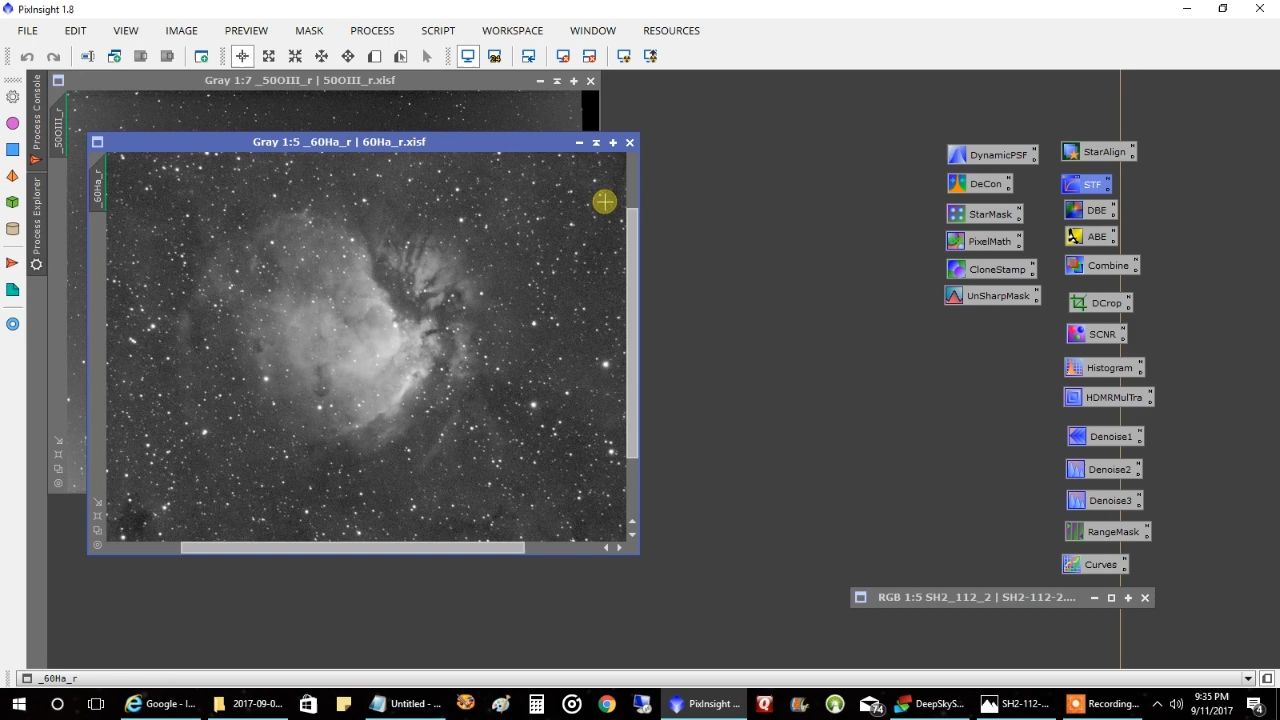 PixInsight 1.8
FILE EDIT VIEW IMAGE PREVIEW MASK PROCESS SCRIPT WORKSPACE WINDOW RESOURCES
Process Console
Process Explorer
Gray 1:7 _50OIII_r | 50OIII_r.xisf
_50OIII_r
Gray 1:5 _60Ha_r | 60Ha_r.xisf
_60Ha_r
DynamicPSF
DeCon
StarMask
PixelMath
CloneStamp
UnSharpMask
StarAlign
STF
DBE
ABE
Combine
DCrop
SCNR
Histogram
HDMRMulTra
Denoise1
Denoise2
Denoise3
RangeMask
Curves
RGB 1:5 SH2_112_2 | SH2-112-2....
_60Ha_r
Google - I...
2017-09-0...
Untitled - ...
PixInsight ...
74
DeepSkyS...
SH2-112-...
Recording...
9:35 PM
9/11/2017
4